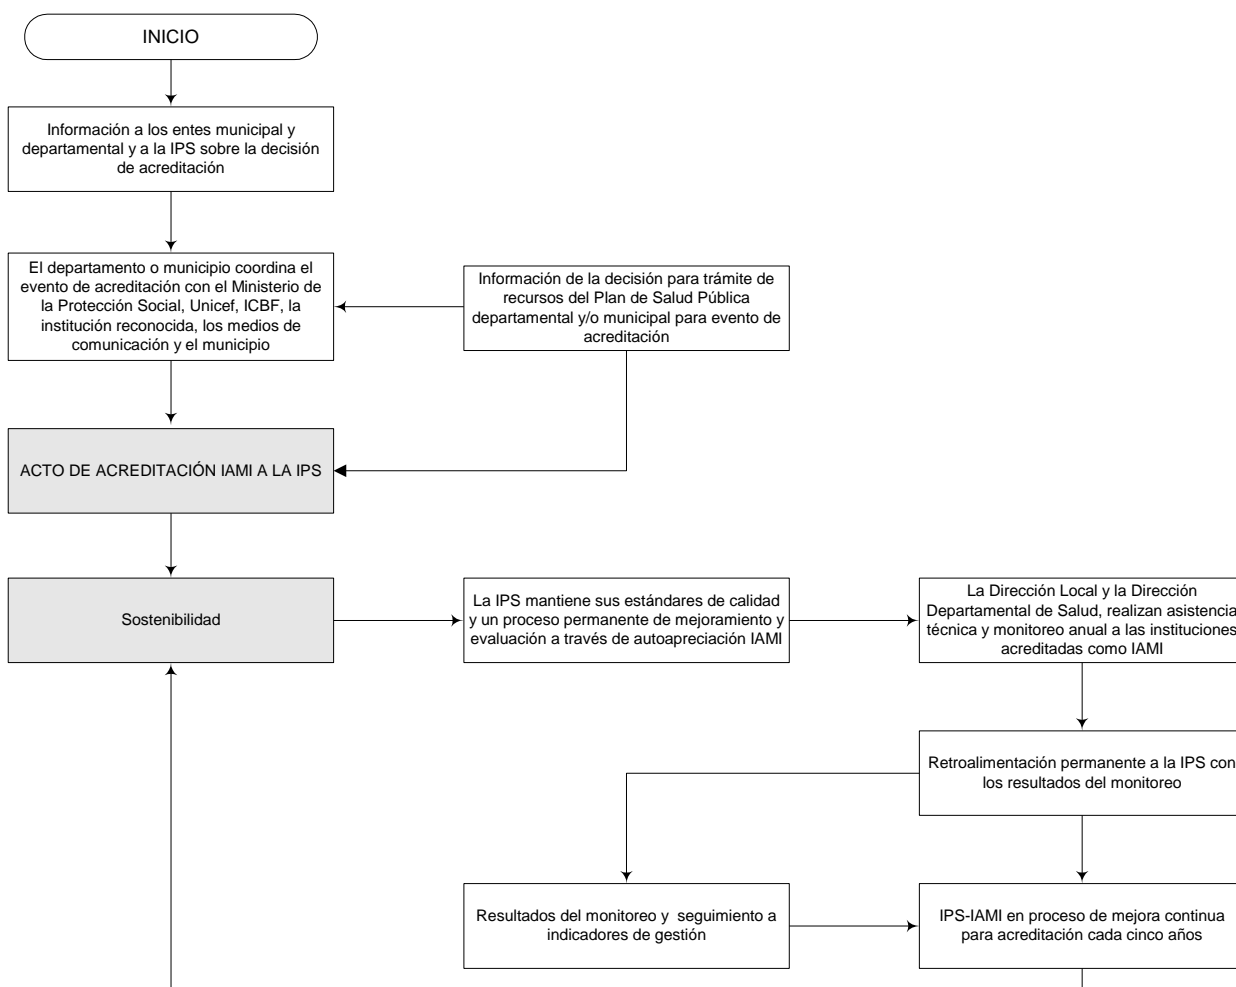 INICIO
Información a los entes municipal y
departamental y a la IPS sobre la decisión
de acreditación
El departamento o municipio coordina el
evento de acreditación con el Ministerio de
la Protección Social, Unicef, ICBF, la
institución reconocida, los medios de
comunicación y el municipio
Información de la decisión para trámite de
recursos del Plan de Salud Pública
departamental y/o municipal para evento de
acreditación
ACTO DE ACREDITACIÓN IAMI A LA IPS
Sostenibilidad
La IPS mantiene sus estándares de calidad
y un proceso permanente de mejoramiento y
evaluación a través de autoapreciación IAMI
La Dirección Local y la Dirección
Departamental de Salud, realizan asistencia
técnica y monitoreo anual a las instituciones
acreditadas como IAMI
Retroalimentación permanente a la IPS con
los resultados del monitoreo
Resultados del monitoreo y seguimiento a
indicadores de gestión
IPS-IAMI en proceso de mejora continua
para acreditación cada cinco años